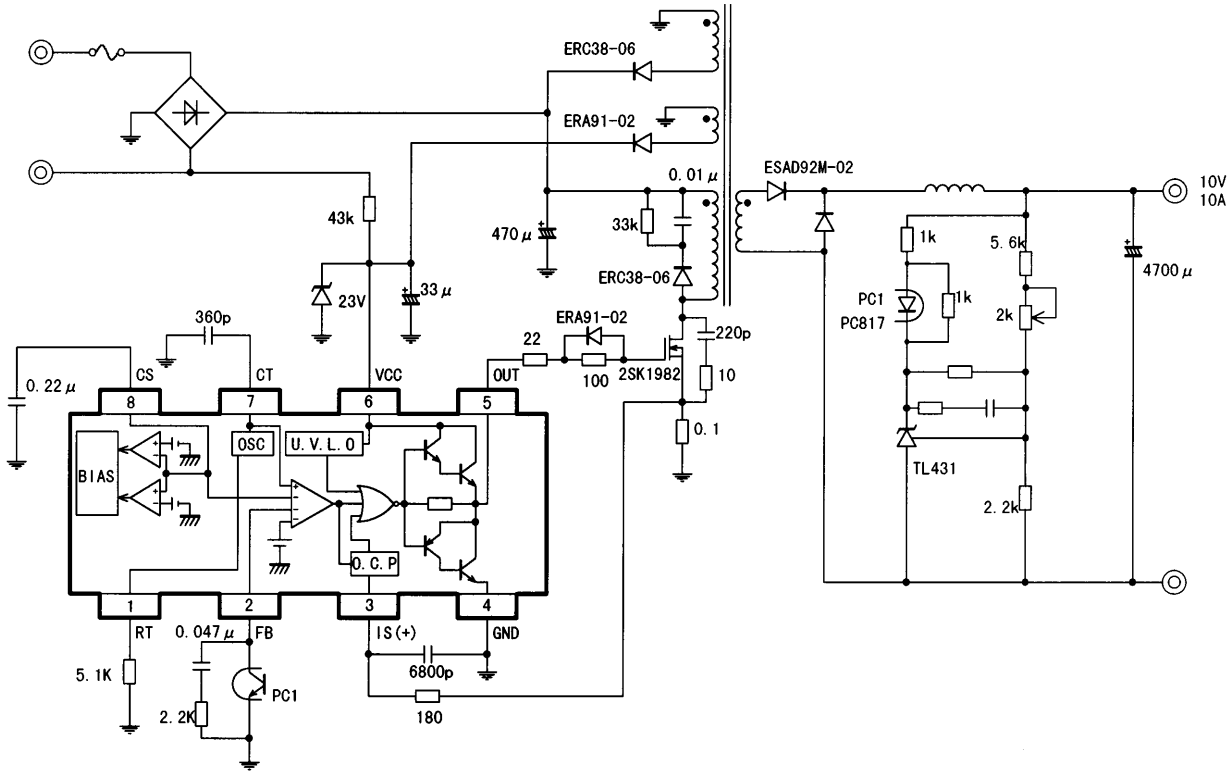 ERC38-06
ERA91-02
0.01μ
ESAD92M-02
10V
10A
43k
470μ
33k
1k
5.6k
4700μ
ERC38-06
23V
33μ
PC1
PC817
1k
2k
360p
ERA91-02
220p
22
100
2SK1982
10
0.22μ
CS
CT
VCC
OUT
8
7
6
5
0.1
OSC
U.V.L.O
BIAS
TL431
2.2k
O.C.P
1
2
3
4
RT
0.047μ
FB
IS(+)
GND
5.1K
6800p
PC1
2.2K
180